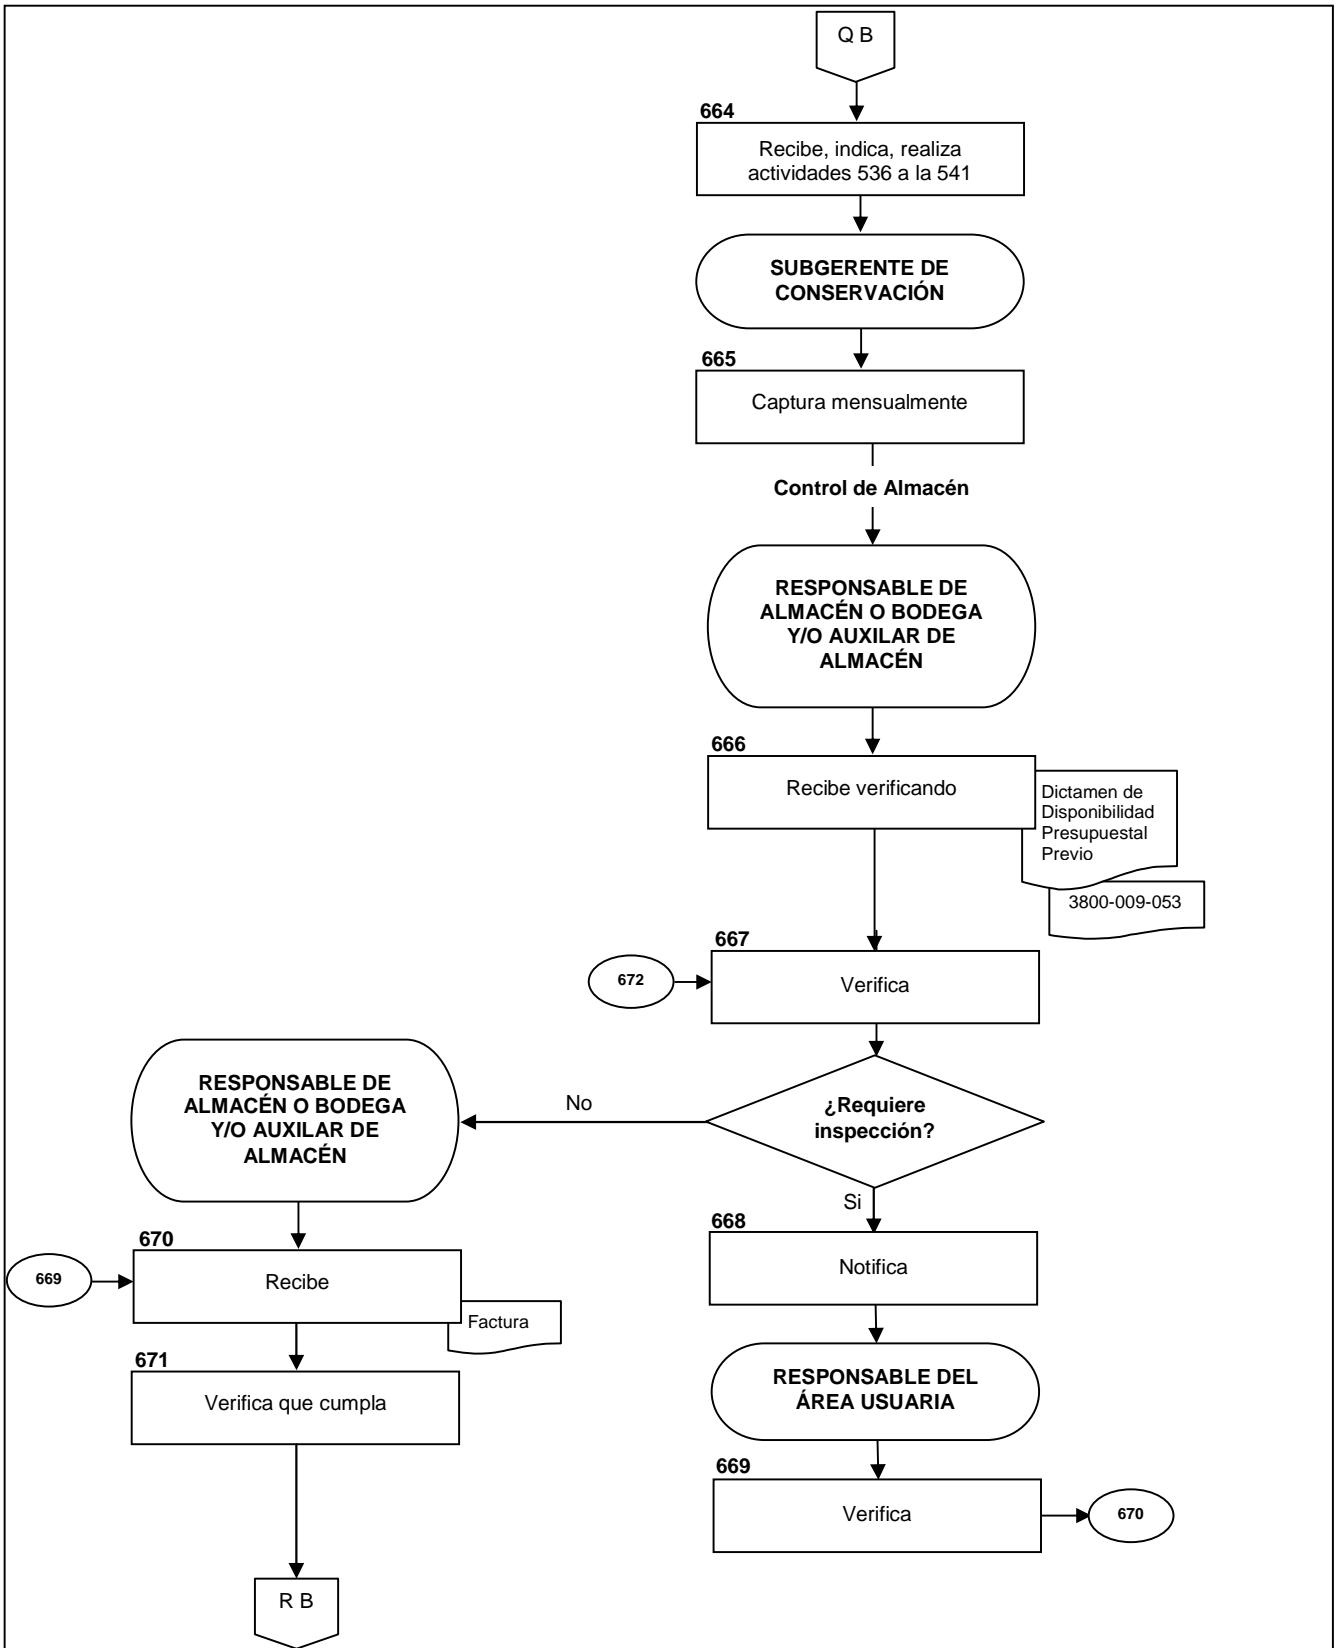 Q B
664
Recibe, indica, realiza
actividades 536 a la 541
SUBGERENTE DE
CONSERVACIÓN
665
Captura mensualmente
Control de Almacén
RESPONSABLE DE
ALMACÉN O BODEGA
Y/O AUXILAR DE
ALMACÉN
666
Recibe verificando
Dictamen de
Disponibilidad
Presupuestal
Previo
3800-009-053
667
672
Verifica
¿Requiere
inspección?
No
RESPONSABLE DE
ALMACÉN O BODEGA
Y/O AUXILAR DE
ALMACÉN
Si
668
Notifica
670
669
Recibe
Factura
671
Verifica que cumpla
RESPONSABLE DEL
ÁREA USUARIA
669
Verifica
670
R B